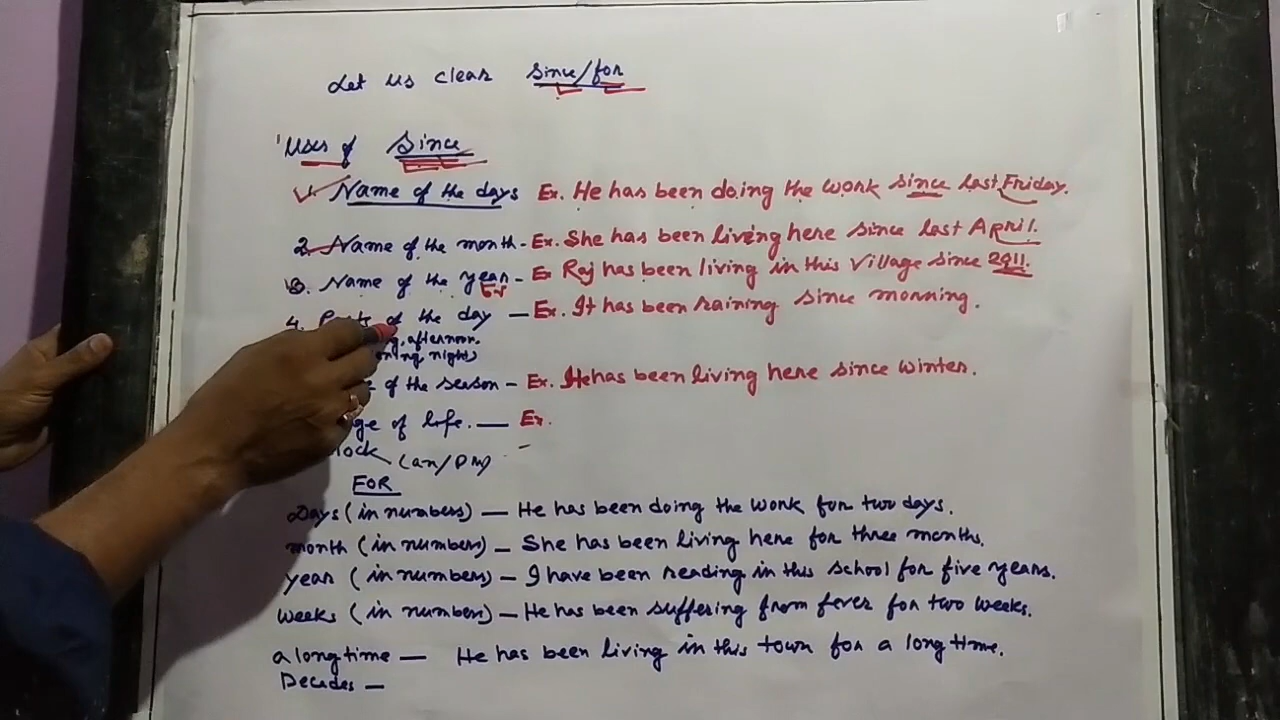 Let us clear since/for
Uses of Since
1. Name of the days Ex. He has been doing the work since last Friday.
2. Name of the month - Ex. She has been living here since last April.
3. Name of the year - Ex Raj has been living in this village since 2011.
4. of the day — Ex. It has been raining since morning.
afternoon.
night)
of the season - Ex. He has been living here since winter.
of life. — Ex.
(am/pm)
FOR
Days (in numbers) — He has been doing the work for two days.
month (in numbers) — She has been living here for three months.
year (in numbers) — I have been reading in this school for five years.
weeks (in numbers) — He has been suffering from fever for two weeks.
a long time — He has been living in this town for a long time.
Decades —